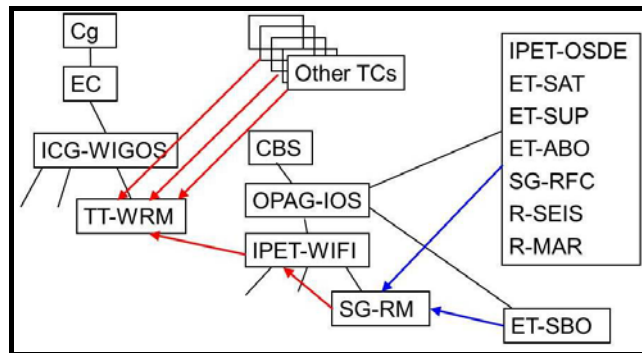 Cg
EC
ICG-WIGOS
TT-WRM
Other TCs
CBS
OPAG-IOS
IPET-WIFI
SG-RM
IPET-OSDE
ET-SAT
ET-SUP
ET-ABO
SG-RFC
R-SEIS
R-MAR
ET-SBO